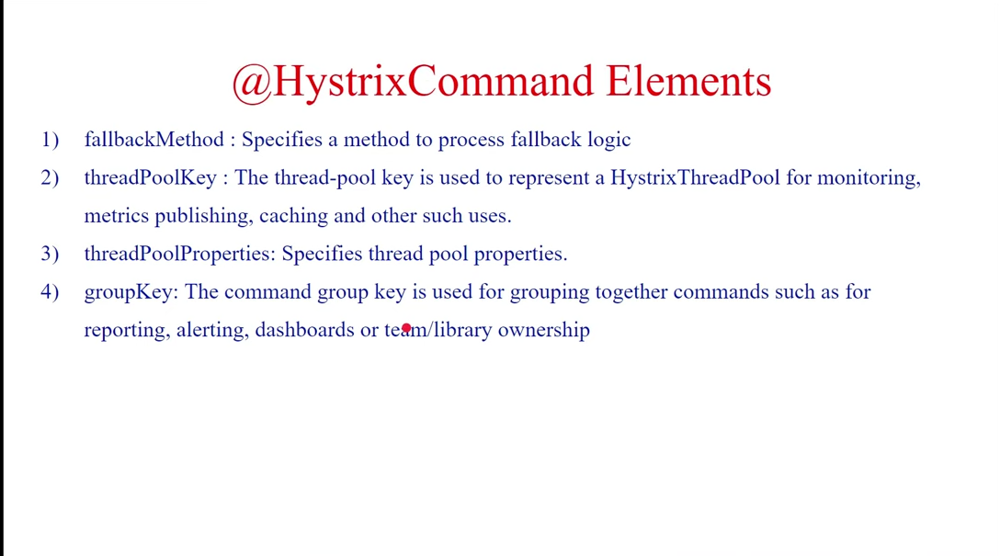 @HystrixCommand Elements
1) fallbackMethod : Specifies a method to process fallback logic
2) threadPoolKey : The thread-pool key is used to represent a HystrixThreadPool for monitoring,
metrics publishing, caching and other such uses.
3) threadPoolProperties: Specifies thread pool properties.
4) groupKey: The command group key is used for grouping together commands such as for
reporting, alerting, dashboards or team/library ownership